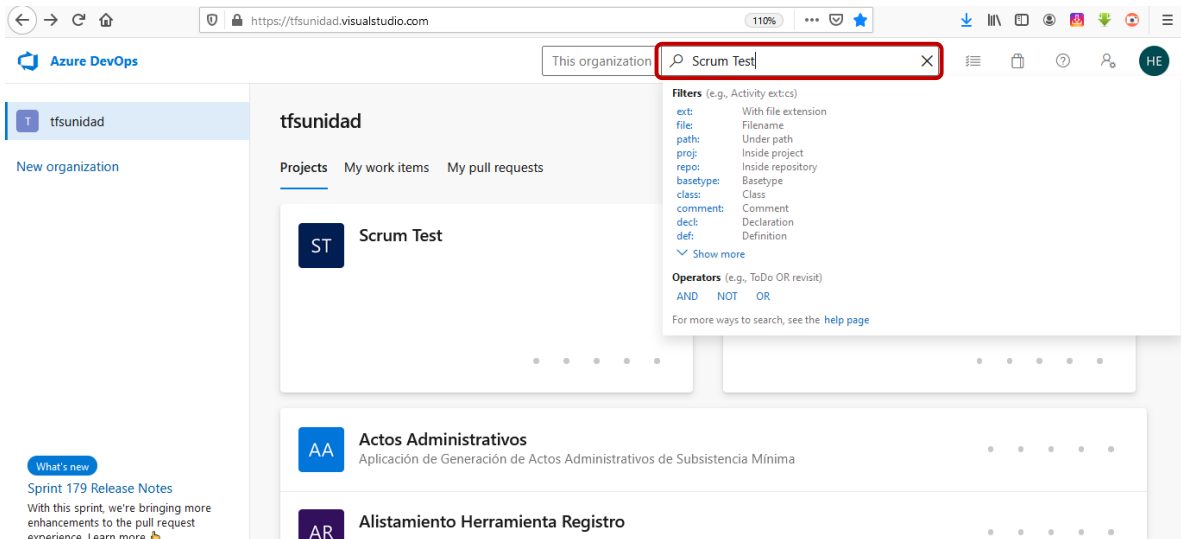 https://tfsunidad.visualstudio.com 110%
Azure DevOps
This organization Scrum Test
HE
T tfsunidad
New organization
What's new
Sprint 179 Release Notes
With this sprint, we're bringing more
enhancements to the pull request
experience. Learn more
tfsunidad
Projects My work items My pull requests
ST Scrum Test
Filters (e.g., Activity ext:cs)
ext: With file extension
file: Filename
path: Under path
proj: Inside project
repo: Inside repository
basetype: Basetype
class: Class
comment: Comment
decl: Declaration
def: Definition
Show more
Operators (e.g., ToDo OR revisit)
AND NOT OR
For more ways to search, see the help page
AA Actos Administrativos
Aplicación de Generación de Actos Administrativos de Subsistencia Mínima
AR Alistamiento Herramienta Registro